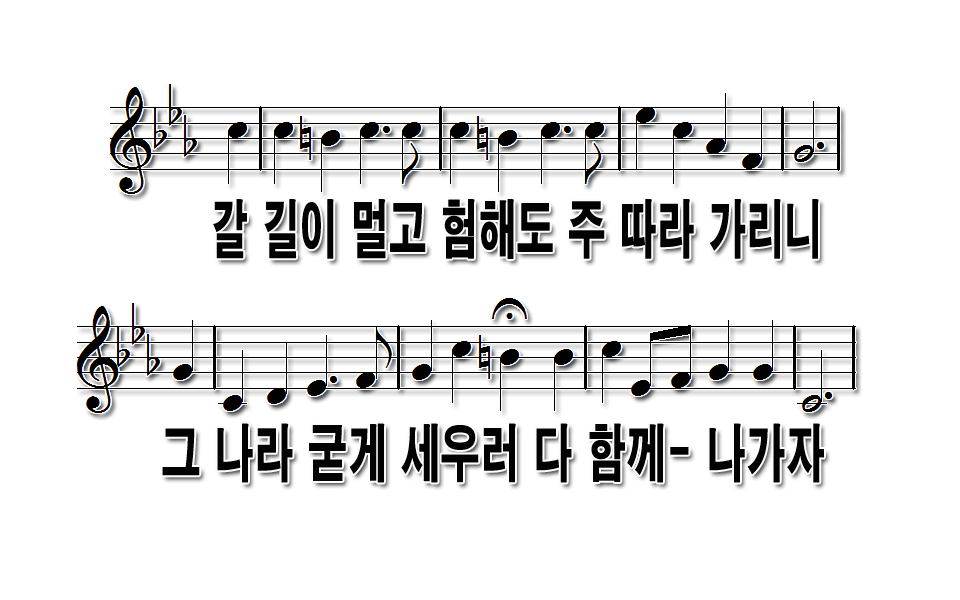 갈 길이 멀고 험해도 주 따라 가리니
그 나라 굳게 세우러 다 함께- 나가자